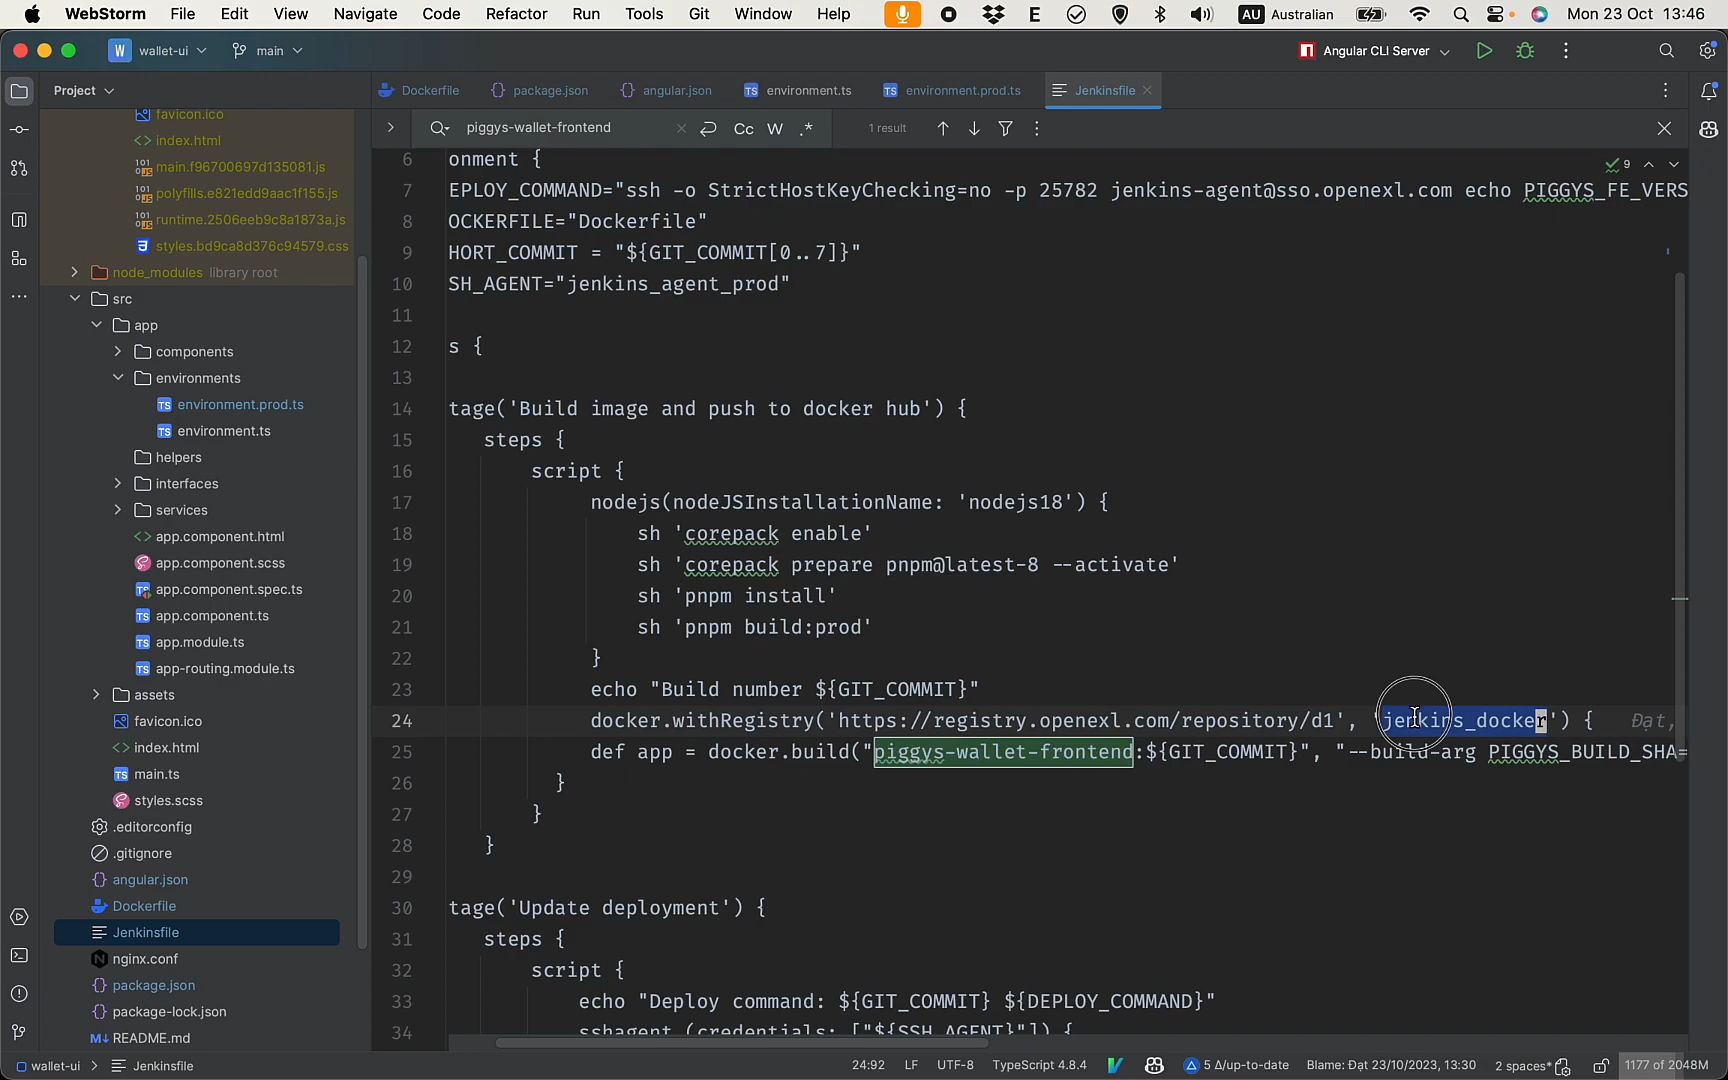 WebStorm File Edit View Navigate Code Refactor Run Tools Git Window Help E AU Australian Mon 23 Oct 13:46
W wallet-ui main Angular CLI Server
Project Dockerfile package.json angular.json environment.ts environment.prod.ts Jenkinsfile
piggys-wallet-frontend Cc W .* 1 result
favicon.ico
index.html
main.f96700697d135081.js
polyfills.e821edd9aac1f155.js
runtime.2506eeb9c8a1873a.js
styles.bd9ca8d376c94579.css
node_modules library root
src
app
components
environments
environment.prod.ts
environment.ts
helpers
interfaces
services
app.component.html
app.component.scss
app.component.spec.ts
app.component.ts
app.module.ts
app-routing.module.ts
assets
favicon.ico
index.html
main.ts
styles.scss
.editorconfig
.gitignore
angular.json
Dockerfile
Jenkinsfile
nginx.conf
package.json
package-lock.json
README.md
9
6 onment {
7 EPLOY_COMMAND="ssh -o StrictHostKeyChecking=no -p 25782 jenkins-agent@sso.openexl.com echo PIGGYS_FE_VERS
8 OCKERFILE="Dockerfile"
9 HORT_COMMIT = "${GIT_COMMIT[0..7]}"
10 SH_AGENT="jenkins_agent_prod"
11
12 s {
13
14 tage('Build image and push to docker hub') {
15 steps {
16 script {
17 nodejs(nodeJSInstallationName: 'nodejs18') {
18 sh 'corepack enable'
19 sh 'corepack prepare pnpm@latest-8 --activate'
20 sh 'pnpm install'
21 sh 'pnpm build:prod'
22 }
23 echo "Build number ${GIT_COMMIT}"
24 docker.withRegistry('https://registry.openexl.com/repository/d1', 'jenkins_docker') { Đạt,
25 def app = docker.build("piggys-wallet-frontend:${GIT_COMMIT}", "--build-arg PIGGYS_BUILD_SHA=
26 }
27 }
28 }
29
30 tage('Update deployment') {
31 steps {
32 script {
33 echo "Deploy command: ${GIT_COMMIT} ${DEPLOY_COMMAND}"
34 sshagent (credentials: ["${SSH_AGENT}"]) {
wallet-ui > Jenkinsfile 24:92 LF UTF-8 TypeScript 4.8.4 5 Δ/up-to-date Blame: Đạt 23/10/2023, 13:30 2 spaces* 1177 of 2048M